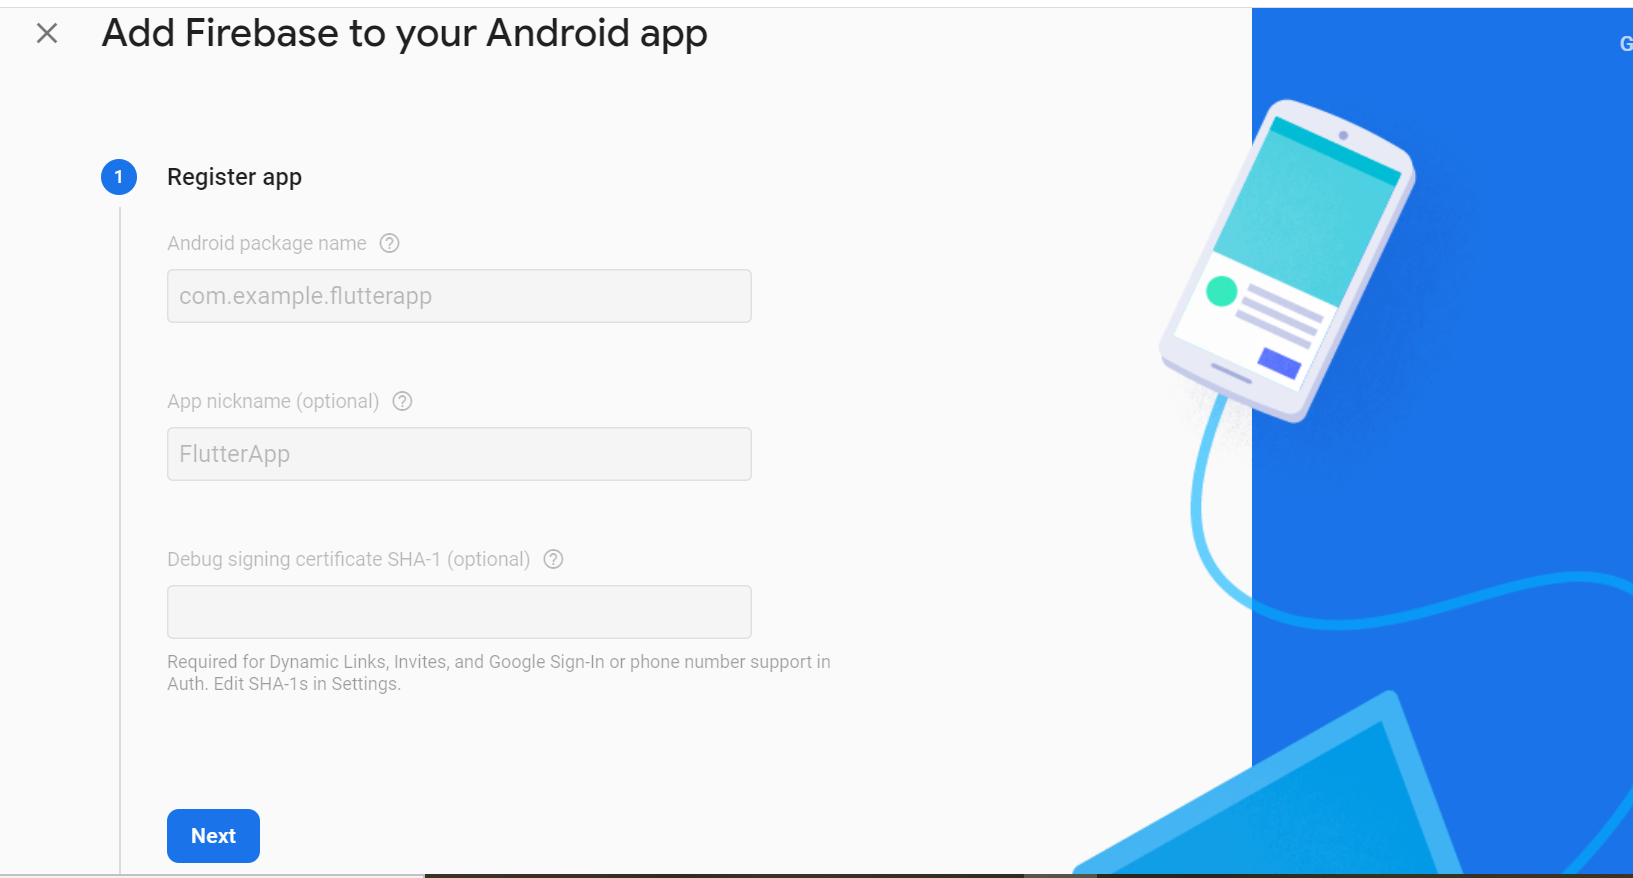 Add Firebase to your Android app
G
1
Register app
Android package name ?
com.example.flutterapp
App nickname (optional) ?
FlutterApp
Debug signing certificate SHA-1 (optional) ?
Required for Dynamic Links, Invites, and Google Sign-In or phone number support in
Auth. Edit SHA-1s in Settings.
Next